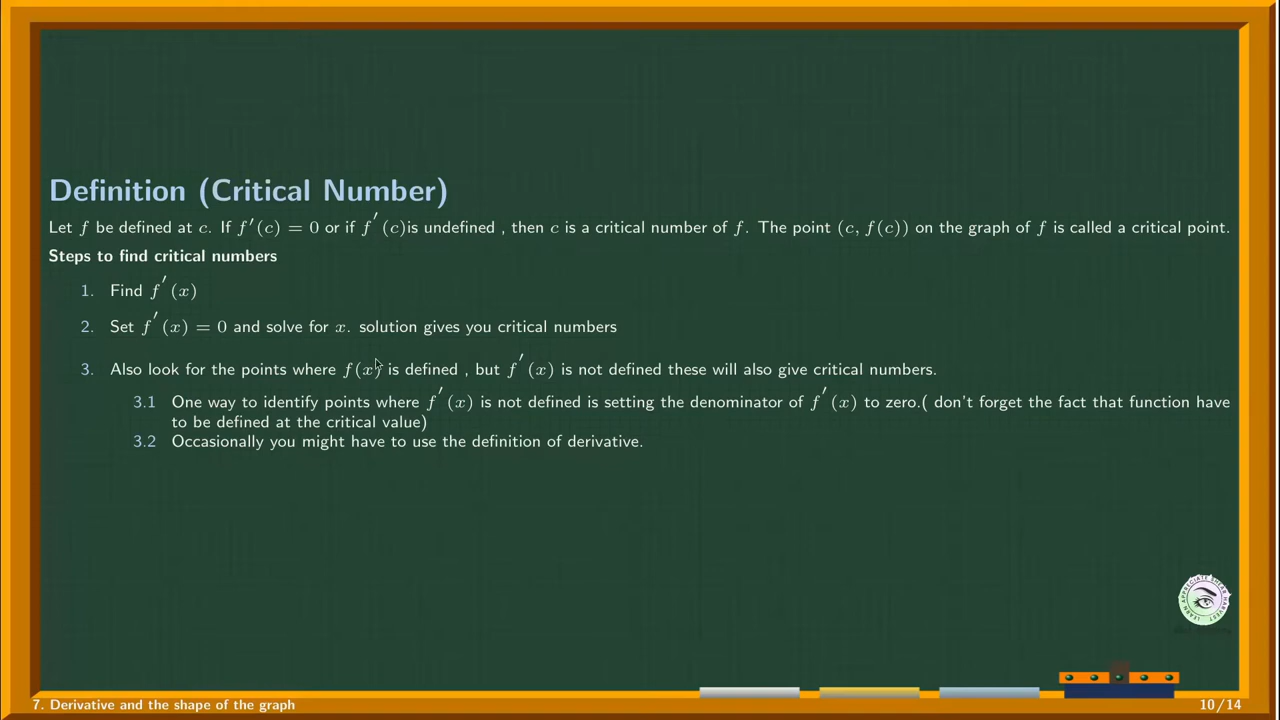 Definition (Critical Number)
Let f be defined at c. If f′(c) = 0 or if f′(c)is undefined , then c is a critical number of f. The point (c, f(c)) on the graph of f is called a critical point.
Steps to find critical numbers
1. Find f′(x)
2. Set f′(x) = 0 and solve for x. solution gives you critical numbers
3. Also look for the points where f(x) is defined , but f′(x) is not defined these will also give critical numbers.
3.1 One way to identify points where f′(x) is not defined is setting the denominator of f′(x) to zero.( don't forget the fact that function have
to be defined at the critical value)
3.2 Occasionally you might have to use the definition of derivative.
LEARN APPRECIATE SHEAR HARVEST
7. Derivative and the shape of the graph
10/14